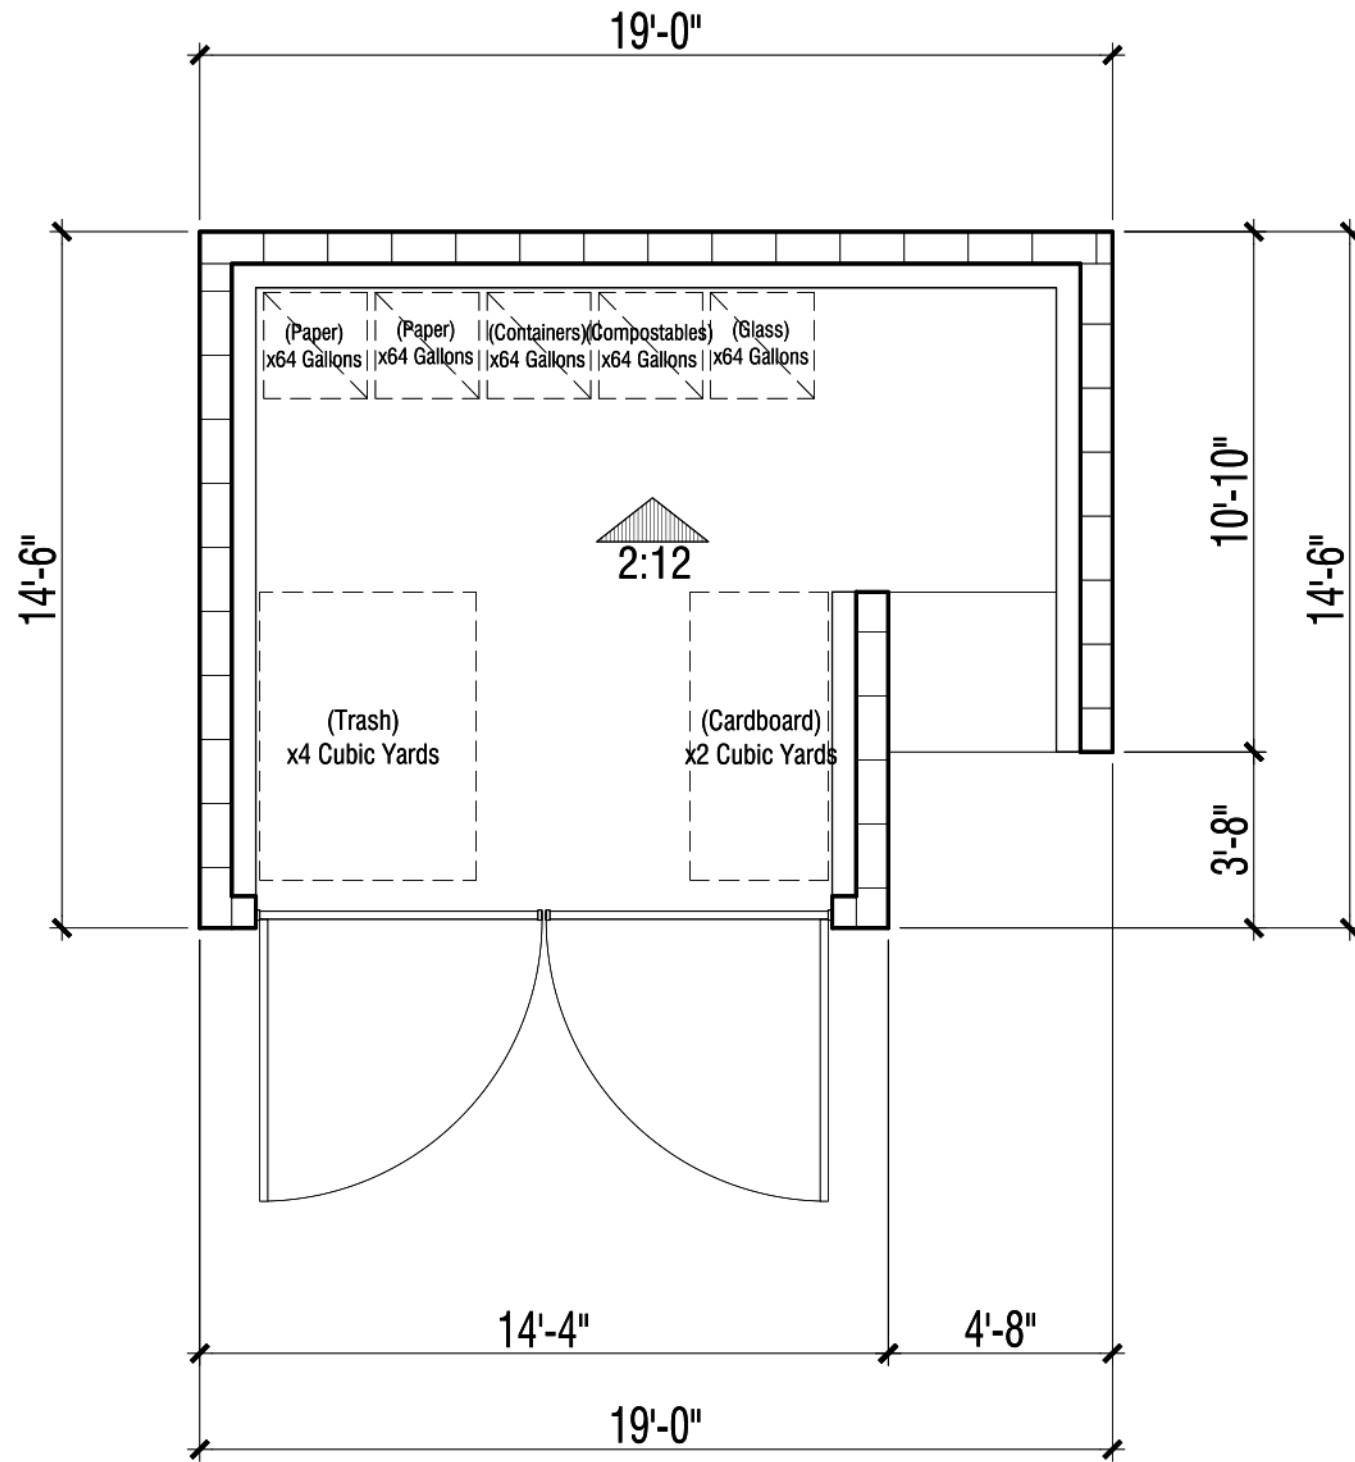 19'-0"
(Paper)
x64 Gallons
(Paper)
x64 Gallons
(Containers)
x64 Gallons
(Compostables)
x64 Gallons
(Glass)
x64 Gallons
14'-6"
10'-10"
14'-6"
2:12
(Trash)
x4 Cubic Yards
(Cardboard)
x2 Cubic Yards
3'-8"
14'-4"
4'-8"
19'-0"